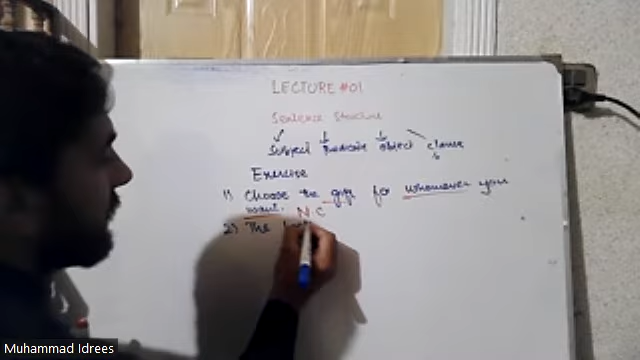 LECTURE #01
Sentence Structure
Subject Predicate Object clause
Exercise
1) Choose the gift for whomever you
want. N.C
2) The
Muhammad Idrees